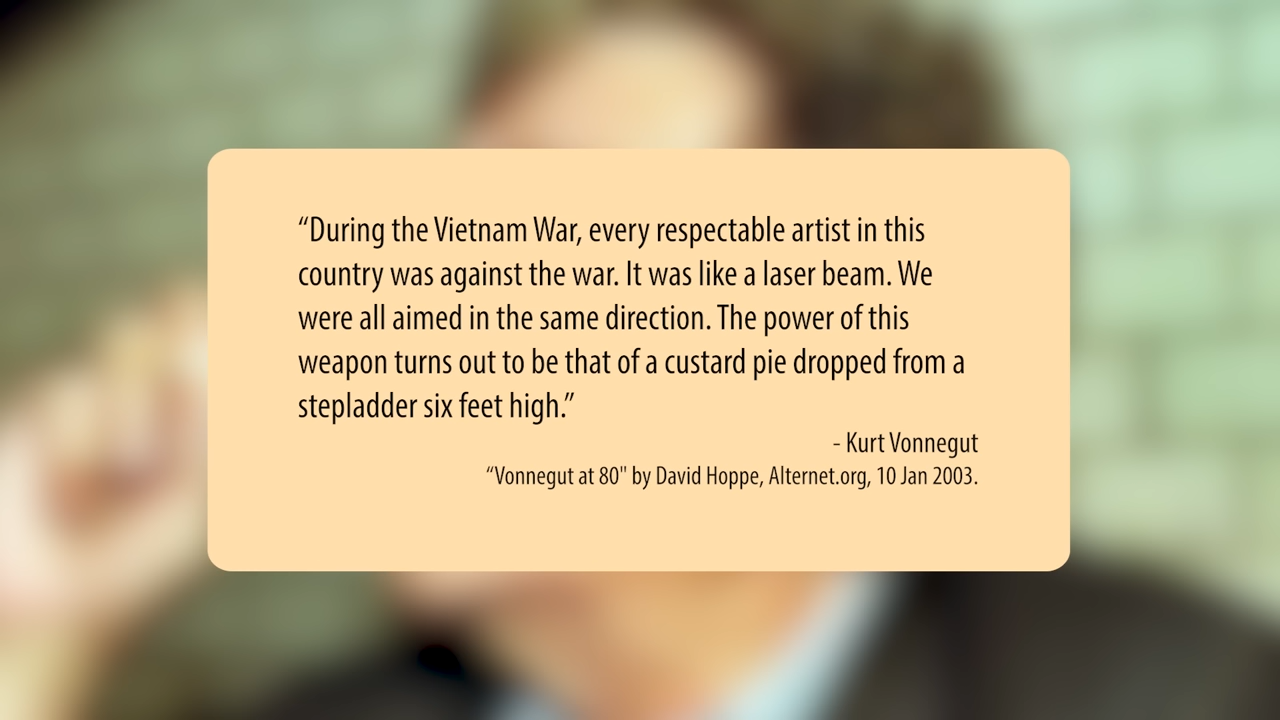 “During the Vietnam War, every respectable artist in this
country was against the war. It was like a laser beam. We
were all aimed in the same direction. The power of this
weapon turns out to be that of a custard pie dropped from a
stepladder six feet high.”
- Kurt Vonnegut
“Vonnegut at 80" by David Hoppe, Alternet.org, 10 Jan 2003.